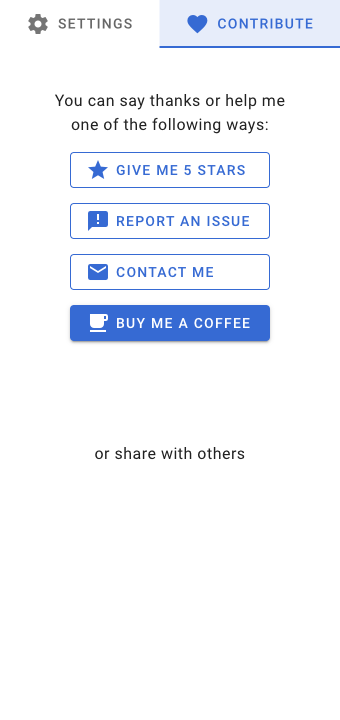 SETTINGS
CONTRIBUTE
You can say thanks or help me
one of the following ways:
GIVE ME 5 STARS
REPORT AN ISSUE
CONTACT ME
BUY ME A COFFEE
or share with others